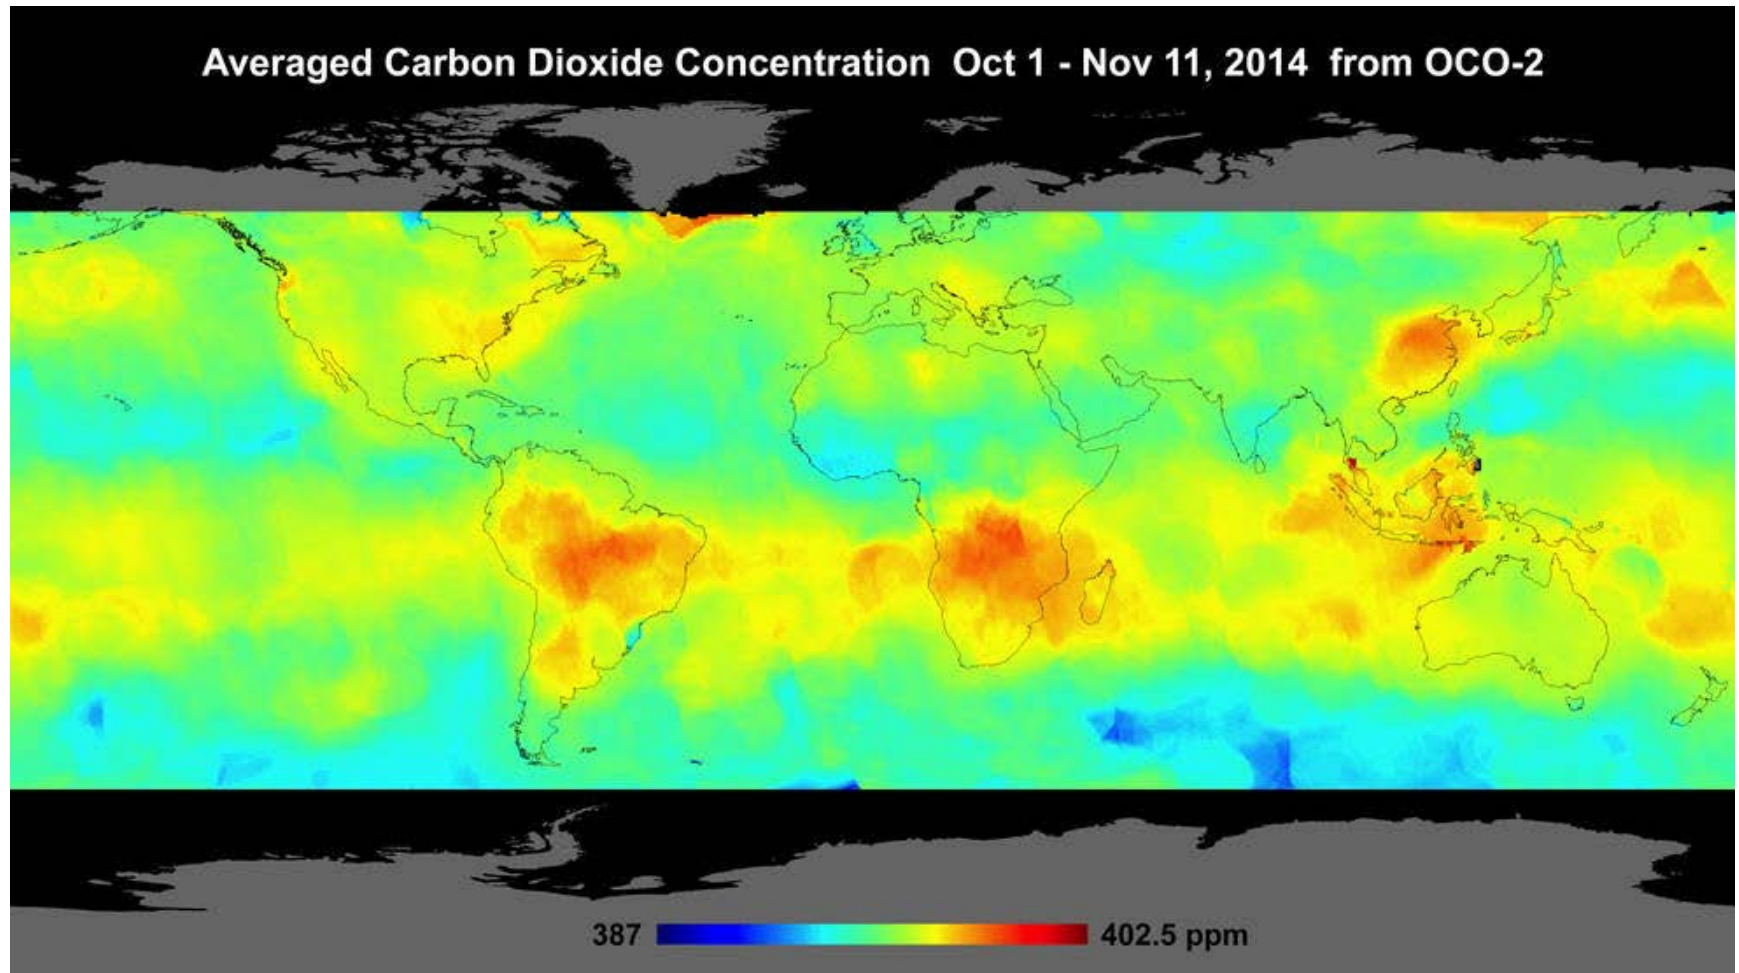 Averaged Carbon Dioxide Concentration Oct 1 - Nov 11, 2014 from OCO-2
387 402.5 ppm